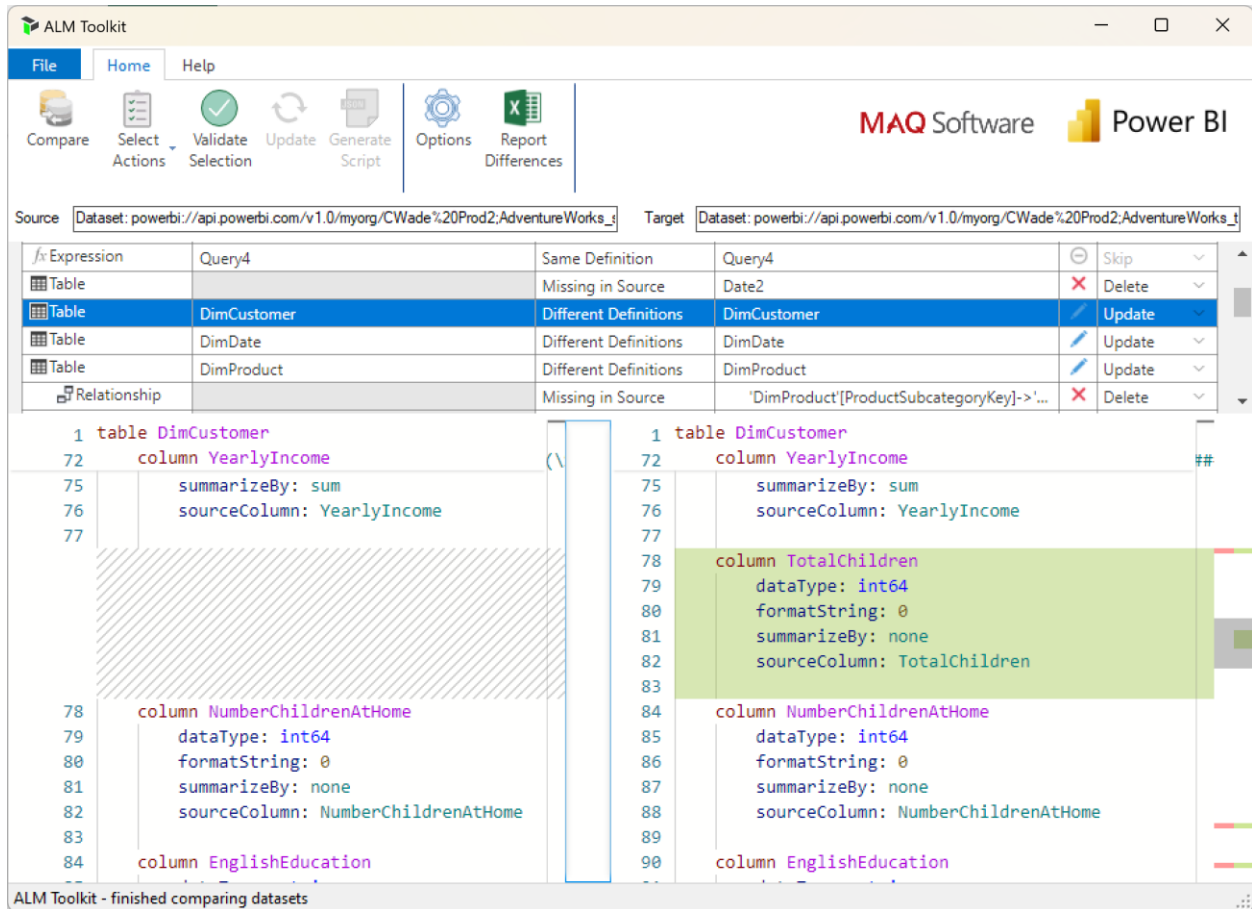 ALM Toolkit
File Home Help
Compare Select Actions Validate Selection Update Generate Script Options Report Differences
MAQ Software Power BI
Source Dataset: powerbi://api.powerbi.com/v1.0/myorg/CWade%20Prod2;AdventureWorks_s Target Dataset: powerbi://api.powerbi.com/v1.0/myorg/CWade%20Prod2;AdventureWorks_t
fx Expression Query4 Same Definition Query4 Skip
Table Missing in Source Date2 Delete
Table DimCustomer Different Definitions DimCustomer Update
Table DimDate Different Definitions DimDate Update
Table DimProduct Different Definitions DimProduct Update
Relationship Missing in Source 'DimProduct'[ProductSubcategoryKey]->'... Delete
1 table DimCustomer
72 column YearlyIncome (\
75 summarizeBy: sum
76 sourceColumn: YearlyIncome
77
78 column NumberChildrenAtHome
79 dataType: int64
80 formatString: 0
81 summarizeBy: none
82 sourceColumn: NumberChildrenAtHome
83
84 column EnglishEducation
1 table DimCustomer
72 column YearlyIncome ##
75 summarizeBy: sum
76 sourceColumn: YearlyIncome
77
78 column TotalChildren
79 dataType: int64
80 formatString: 0
81 summarizeBy: none
82 sourceColumn: TotalChildren
83
84 column NumberChildrenAtHome
85 dataType: int64
86 formatString: 0
87 summarizeBy: none
88 sourceColumn: NumberChildrenAtHome
89
90 column EnglishEducation
ALM Toolkit - finished comparing datasets